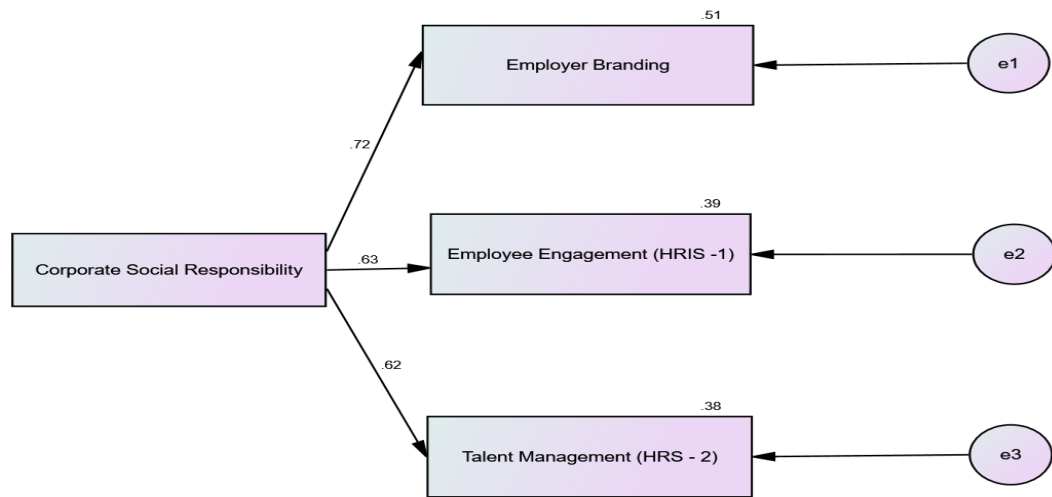 .51
Employer Branding
e1
.72
.39
Employee Engagement (HRIS -1)
e2
.63
Corporate Social Responsibility
.62
.38
Talent Management (HRS - 2)
e3